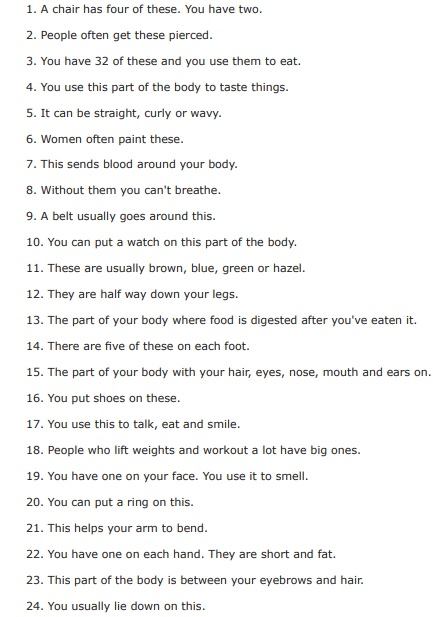 1. A chair has four of these. You have two.
2. People often get these pierced.
3. You have 32 of these and you use them to eat.
4. You use this part of the body to taste things.
5. It can be straight, curly or wavy.
6. Women often paint these.
7. This sends blood around your body.
8. Without them you can't breathe.
9. A belt usually goes around this.
10. You can put a watch on this part of the body.
11. These are usually brown, blue, green or hazel.
12. They are half way down your legs.
13. The part of your body where food is digested after you've eaten it.
14. There are five of these on each foot.
15. The part of your body with your hair, eyes, nose, mouth and ears on.
16. You put shoes on these.
17. You use this to talk, eat and smile.
18. People who lift weights and workout a lot have big ones.
19. You have one on your face. You use it to smell.
20. You can put a ring on this.
21. This helps your arm to bend.
22. You have one on each hand. They are short and fat.
23. This part of the body is between your eyebrows and hair.
24. You usually lie down on this.